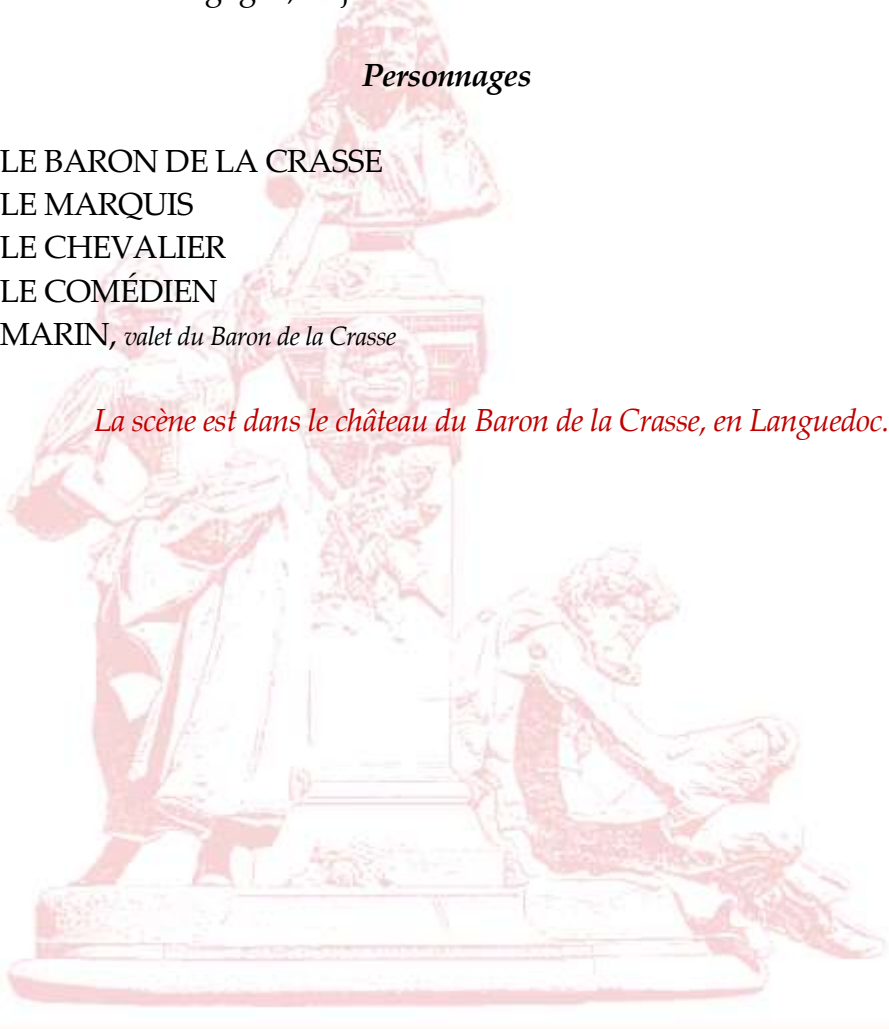 Personnages
LE BARON DE LA CRASSE
LE MARQUIS
LE CHEVALIER
LE COMÉDIEN
MARIN, valet du Baron de la Crasse
La scène est dans le château du Baron de la Crasse, en Languedoc.